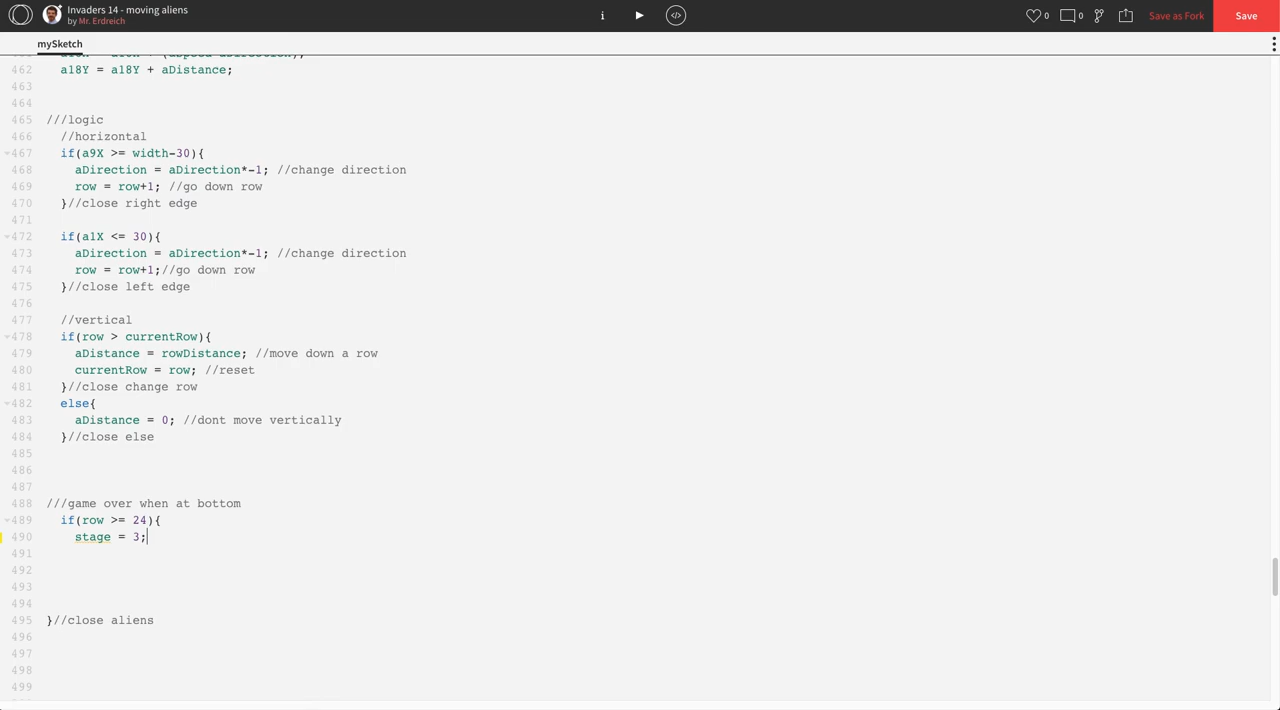 Invaders 14 - moving aliens
by Mr. Erdreich
i
</>
0
0
Save as Fork
Save
mySketch
462 a18Y = a18Y + aDistance;
463
464
465 ///logic
466 //horizontal
467 if(a9X >= width-30){
468 aDirection = aDirection*-1; //change direction
469 row = row+1; //go down row
470 }//close right edge
471
472 if(a1X <= 30){
473 aDirection = aDirection*-1; //change direction
474 row = row+1;//go down row
475 }//close left edge
476
477 //vertical
478 if(row > currentRow){
479 aDistance = rowDistance; //move down a row
480 currentRow = row; //reset
481 }//close change row
482 else{
483 aDistance = 0; //dont move vertically
484 }//close else
485
486
487
488 ///game over when at bottom
489 if(row >= 24){
490 stage = 3;
491
492
493
494
495 }//close aliens
496
497
498
499